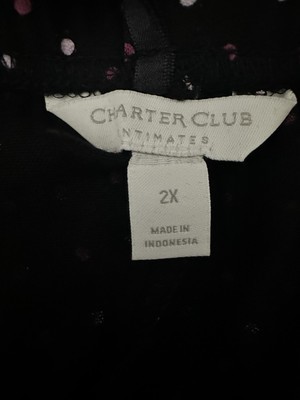 CHARTER CLUB
INTIMATES
2X
MADE IN
INDONESIA